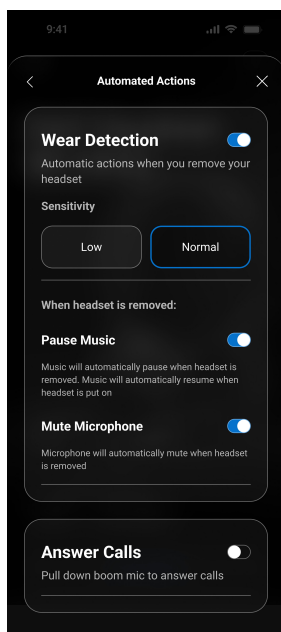 9:41
Automated Actions
Wear Detection
Automatic actions when you remove your
headset
Sensitivity
Low
Normal
When headset is removed:
Pause Music
Music will automatically pause when headset is
removed. Music will automatically resume when
headset is put on
Mute Microphone
Microphone will automatically mute when headset
is removed
Answer Calls
Pull down boom mic to answer calls